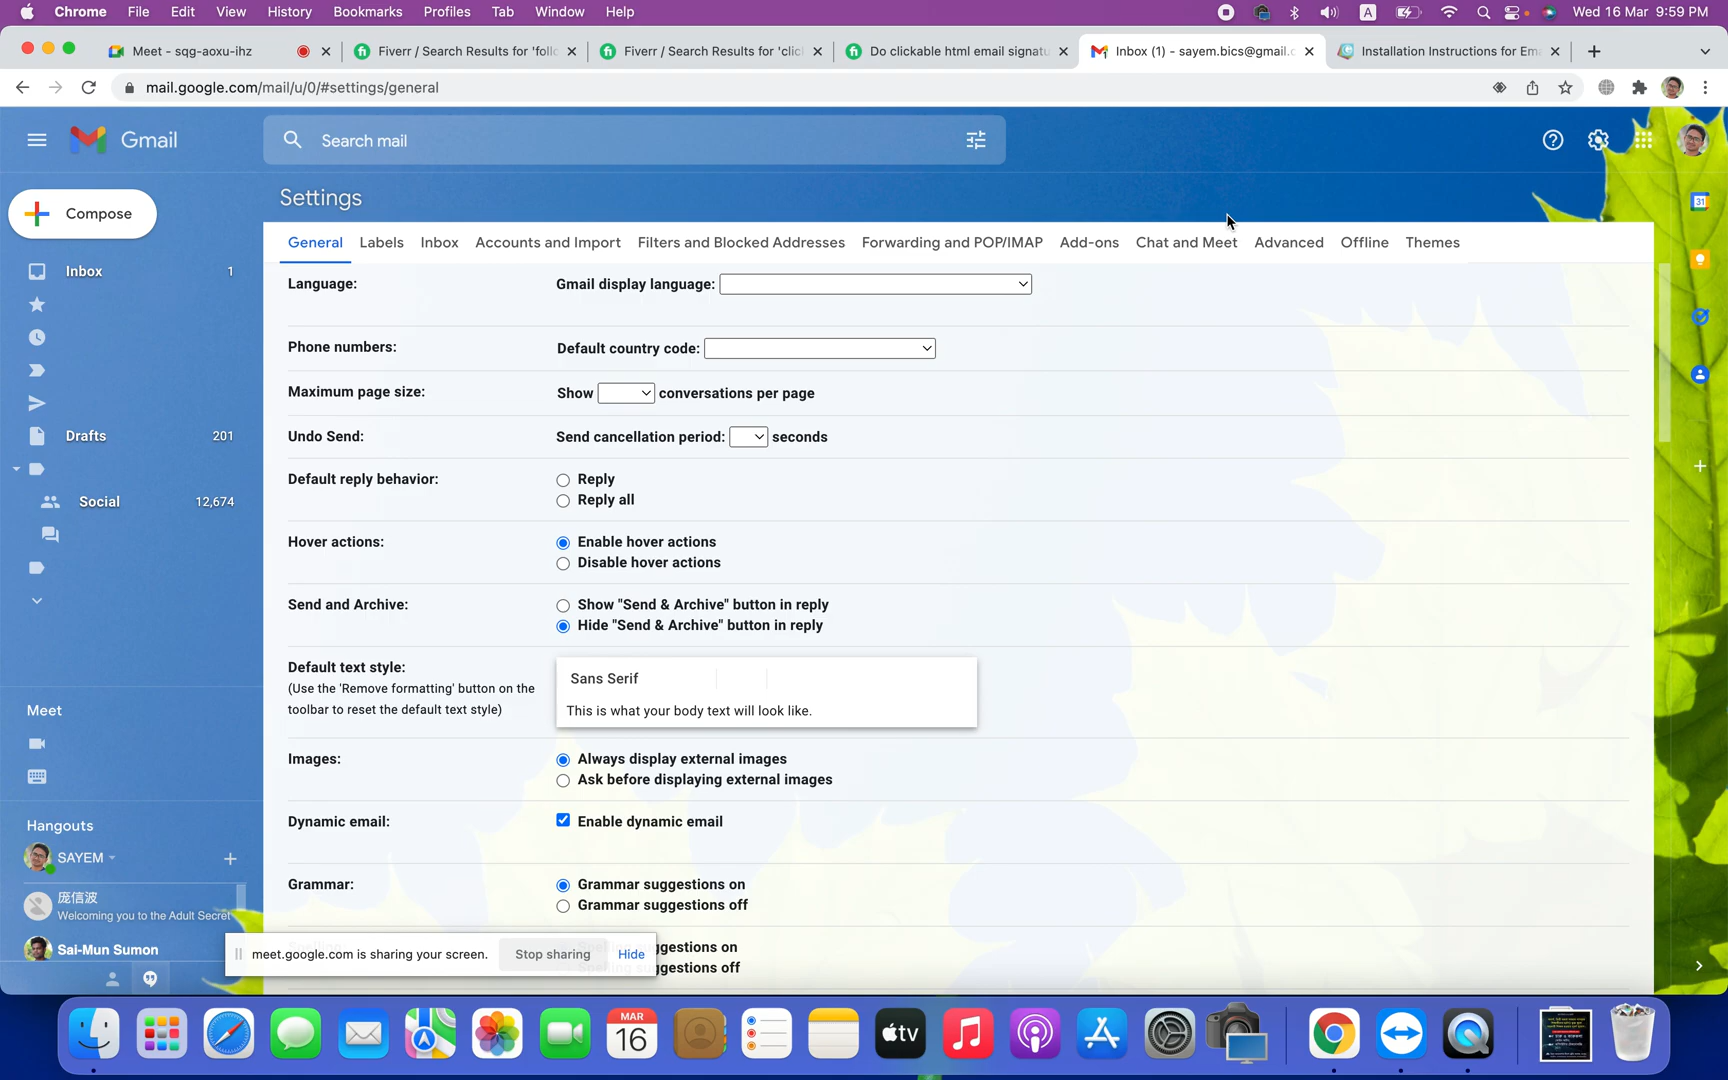 Chrome File Edit View History Bookmarks Profiles Tab Window Help A Wed 16 Mar 9:59 PM
Meet - sqg-aoxu-ihz Fiverr / Search Results for 'follo Fiverr / Search Results for 'clic Do clickable html email signatu Inbox (1) - sayem.bics@gmail.c Installation Instructions for Ema
mail.google.com/mail/u/0/#settings/general
Gmail Search mail
Settings
Compose
General Labels Inbox Accounts and Import Filters and Blocked Addresses Forwarding and POP/IMAP Add-ons Chat and Meet Advanced Offline Themes
Inbox 1
Drafts 201
Social 12,674
Meet
Hangouts
SAYEM
庞信波
Welcoming you to the Adult Secret
Sai-Mun Sumon
Language: Gmail display language:
Phone numbers: Default country code:
Maximum page size: Show conversations per page
Undo Send: Send cancellation period: seconds
Default reply behavior: Reply
Reply all
Hover actions: Enable hover actions
Disable hover actions
Send and Archive: Show "Send & Archive" button in reply
Hide "Send & Archive" button in reply
Default text style:
(Use the 'Remove formatting' button on the
toolbar to reset the default text style)
Sans Serif
This is what your body text will look like.
Images: Always display external images
Ask before displaying external images
Dynamic email: Enable dynamic email
Grammar: Grammar suggestions on
Grammar suggestions off
ggestions on
Spelling suggestions off
meet.google.com is sharing your screen. Stop sharing Hide
31
MAR
16
tv